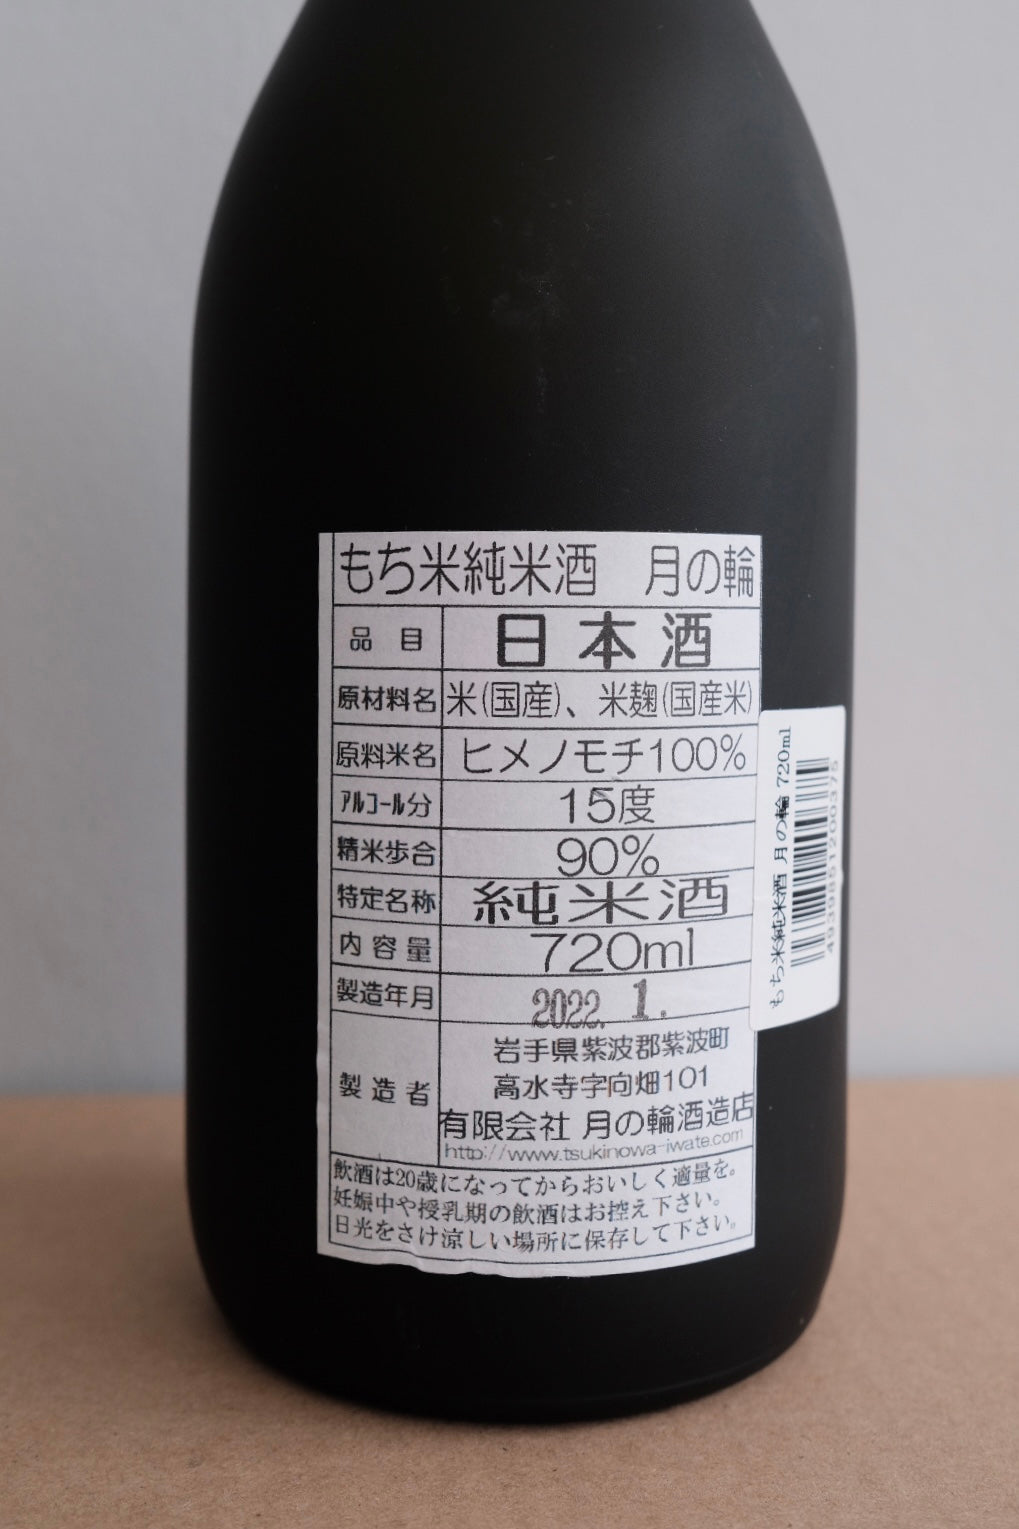 もち米純米酒　月の輪
品目 日本酒
原材料名 米(国産)、米麹(国産米)
原料米名 ヒメノモチ100%
アルコール分 15度
精米歩合 90%
特定名称 純米酒
内容量 720ml
製造年月 2022. 1.
製造者 岩手県紫波郡紫波町
高水寺字向畑101
有限会社 月の輪酒造店
http://www.tsukinowa-iwate.com
飲酒は20歳になってからおいしく適量を。
妊娠中や授乳期の飲酒はお控え下さい。
日光をさけ涼しい場所に保存して下さい。
もち米純米酒 月の輪 720ml
4939851200375